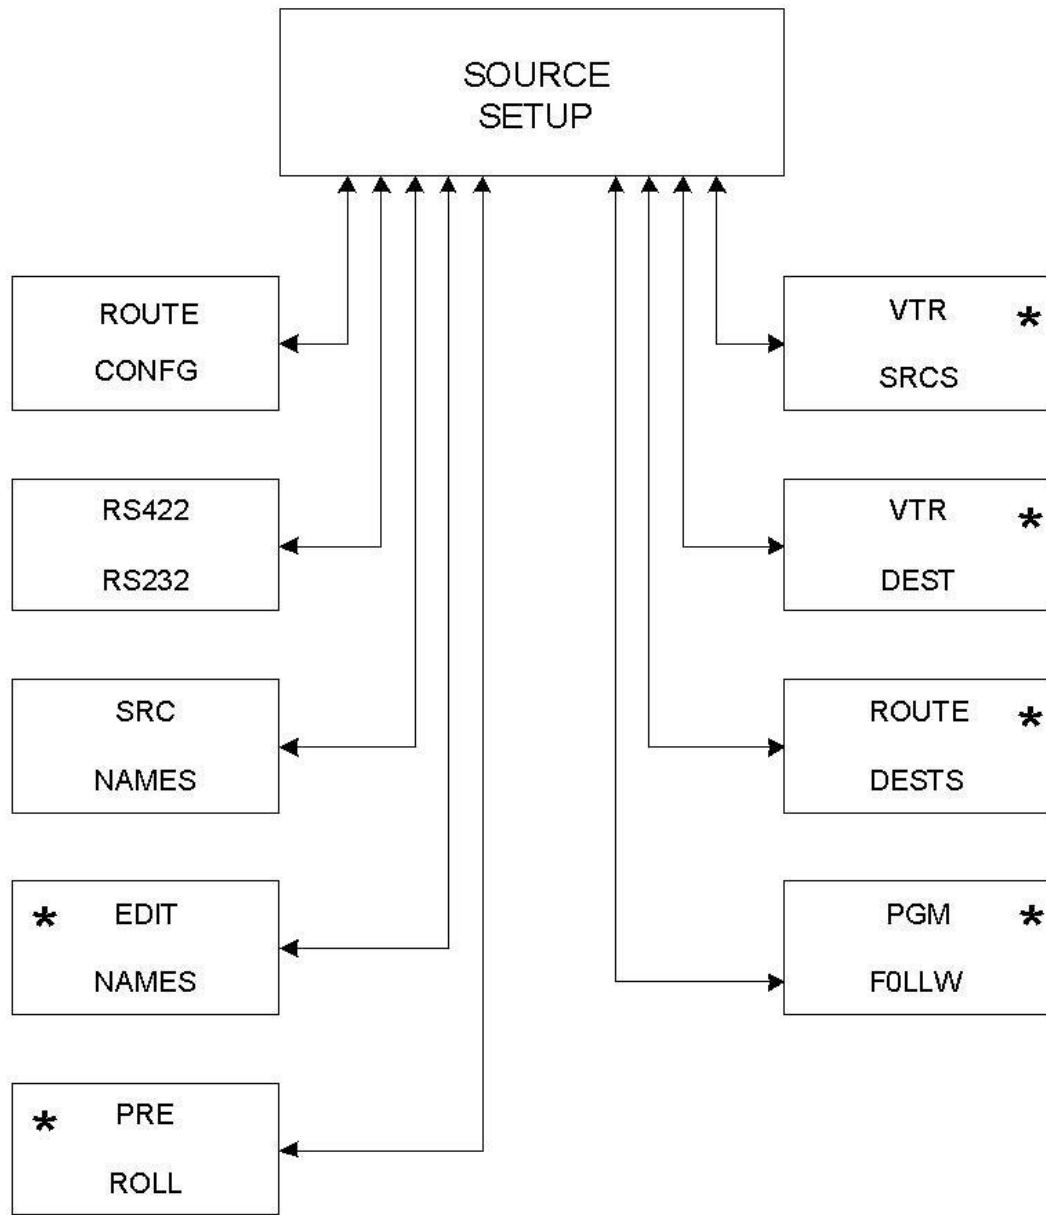 SOURCE
SETUP
ROUTE
CONFG
RS422
RS232
SRC
NAMES
* EDIT
NAMES
* PRE
ROLL
VTR *
SRCS
VTR *
DEST
ROUTE *
DESTS
PGM *
F0LLW